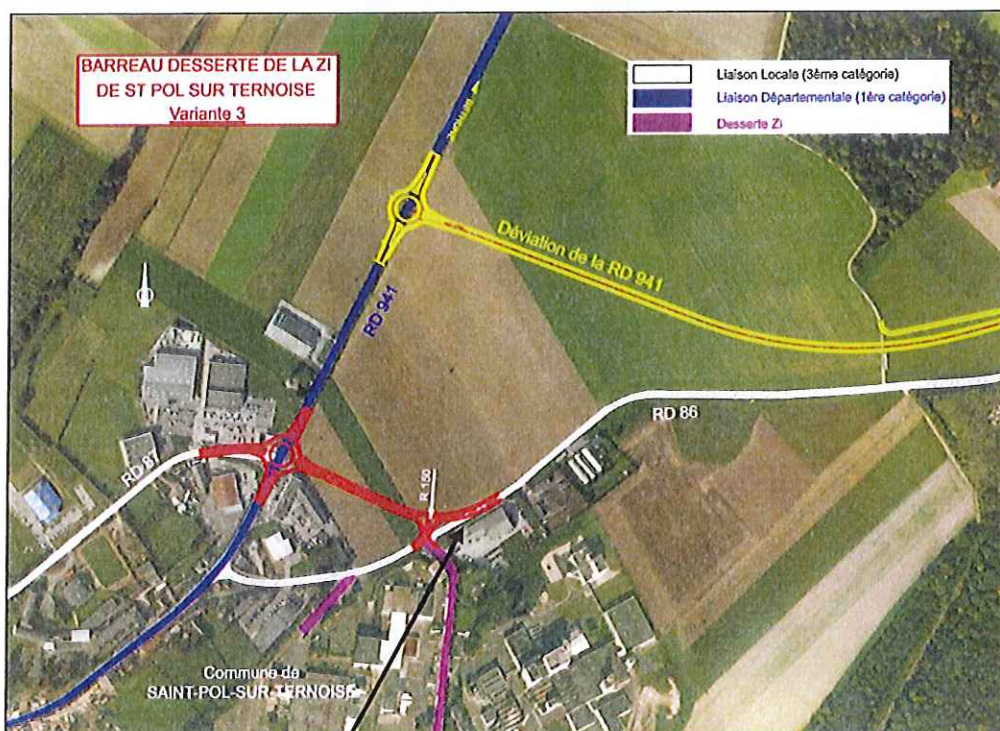 BARREAU DESSERTE DE LA ZI
DE ST POL SUR TERNOISE
Variante 3
Liaison Locale (3ème catégorie)
Liaison Départementale (1ère catégorie)
Desserte Zi
Déviation de la RD 941
RD 941
RD 86
RD 87
R 150
Commune de
SAINT-POL-SUR-TERNOISE